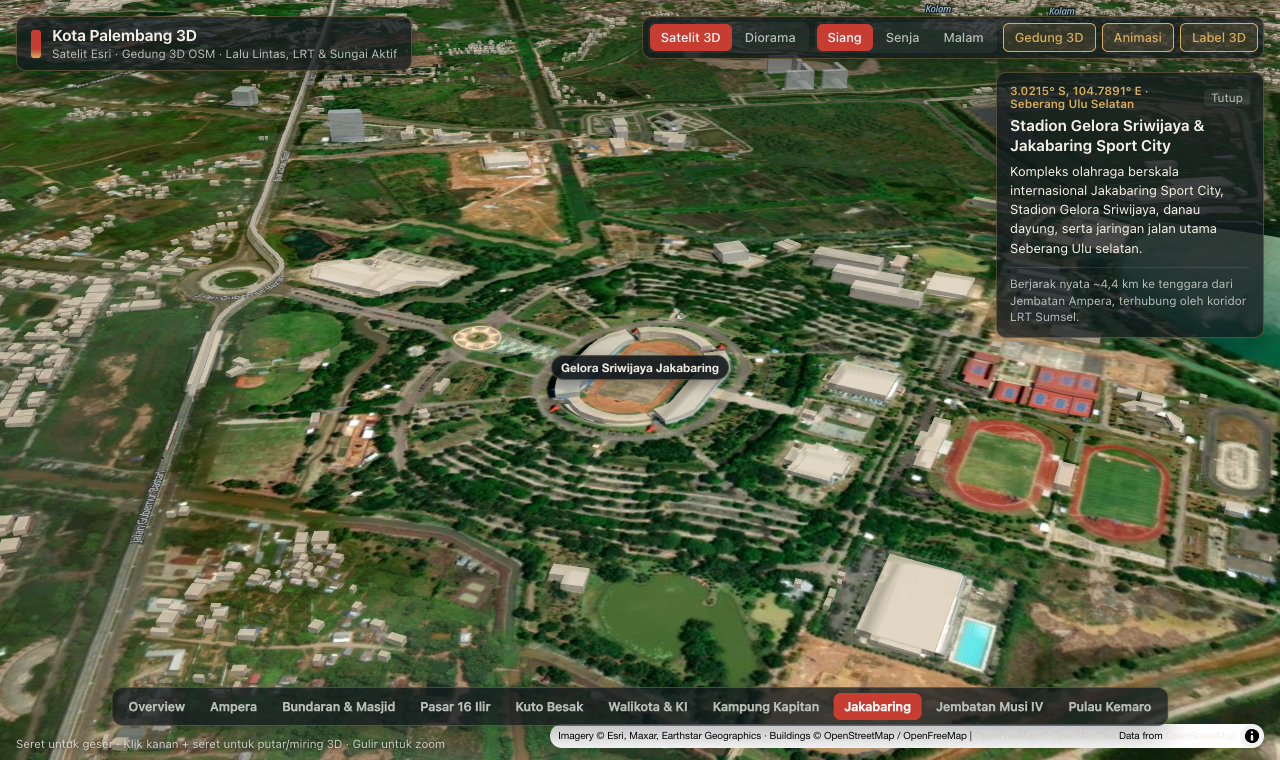 Kolam
Kolam
Kota Palembang 3D
Satelit Esri · Gedung 3D OSM · Lalu Lintas, LRT & Sungai Aktif
Satelit 3D
Diorama
Siang
Senja
Malam
Gedung 3D
Animasi
Label 3D
3.0215° S, 104.7891° E ·
Seberang Ulu Selatan
Tutup
Stadion Gelora Sriwijaya &
Jakabaring Sport City
Kompleks olahraga berskala
internasional Jakabaring Sport City,
Stadion Gelora Sriwijaya, danau
dayung, serta jaringan jalan utama
Seberang Ulu selatan.
Berjarak nyata ~4,4 km ke tenggara dari
Jembatan Ampera, terhubung oleh koridor
LRT Sumsel.
Gelora Sriwijaya Jakabaring
Jalan Gubernur Bastari
Overview
Ampera
Bundaran & Masjid
Pasar 16 Ilir
Kuto Besak
Walikota & KI
Kampung Kapitan
Jakabaring
Jembatan Musi IV
Pulau Kemaro
Seret untuk geser · Klik kanan + seret untuk putar/miring 3D · Gulir untuk zoom
Imagery © Esri, Maxar, Earthstar Geographics · Buildings © OpenStreetMap / OpenFreeMap | OpenFreeMap © OpenMapTiles Data from OpenStreetMap